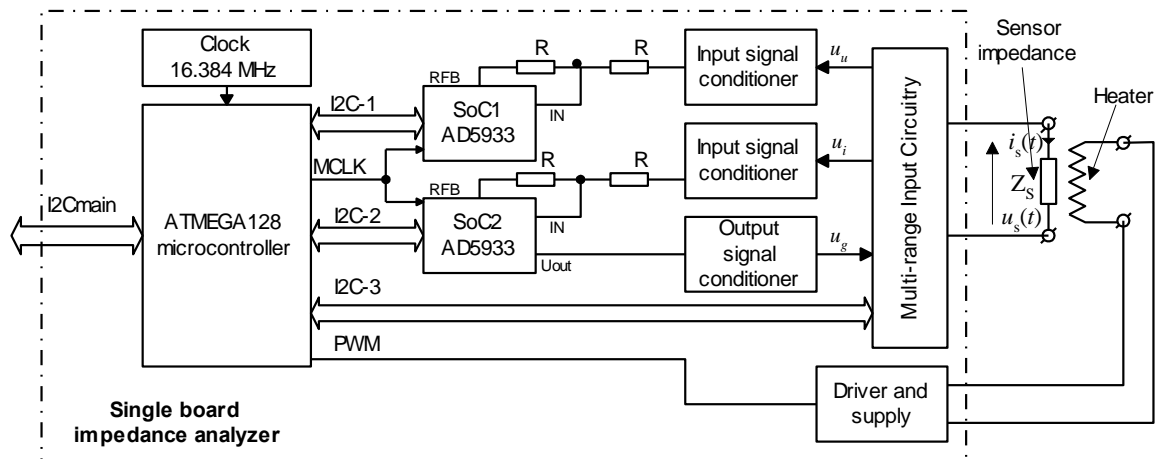 Clock
16.384 MHz
I2Cmain
ATMEGA128
microcontroller
I2C-1
MCLK
I2C-2
I2C-3
PWM
RFB
SoC1
AD5933
IN
R
R
RFB
SoC2
AD5933
IN
Uout
R
R
Input signal
conditioner
Input signal
conditioner
Output
signal
conditioner
u_u
u_i
u_g
Multi-range Input Circuitry
Sensor
impedance
Heater
i_s(t)
Z_S
u_s(t)
Driver and
supply
Single board
impedance analyzer